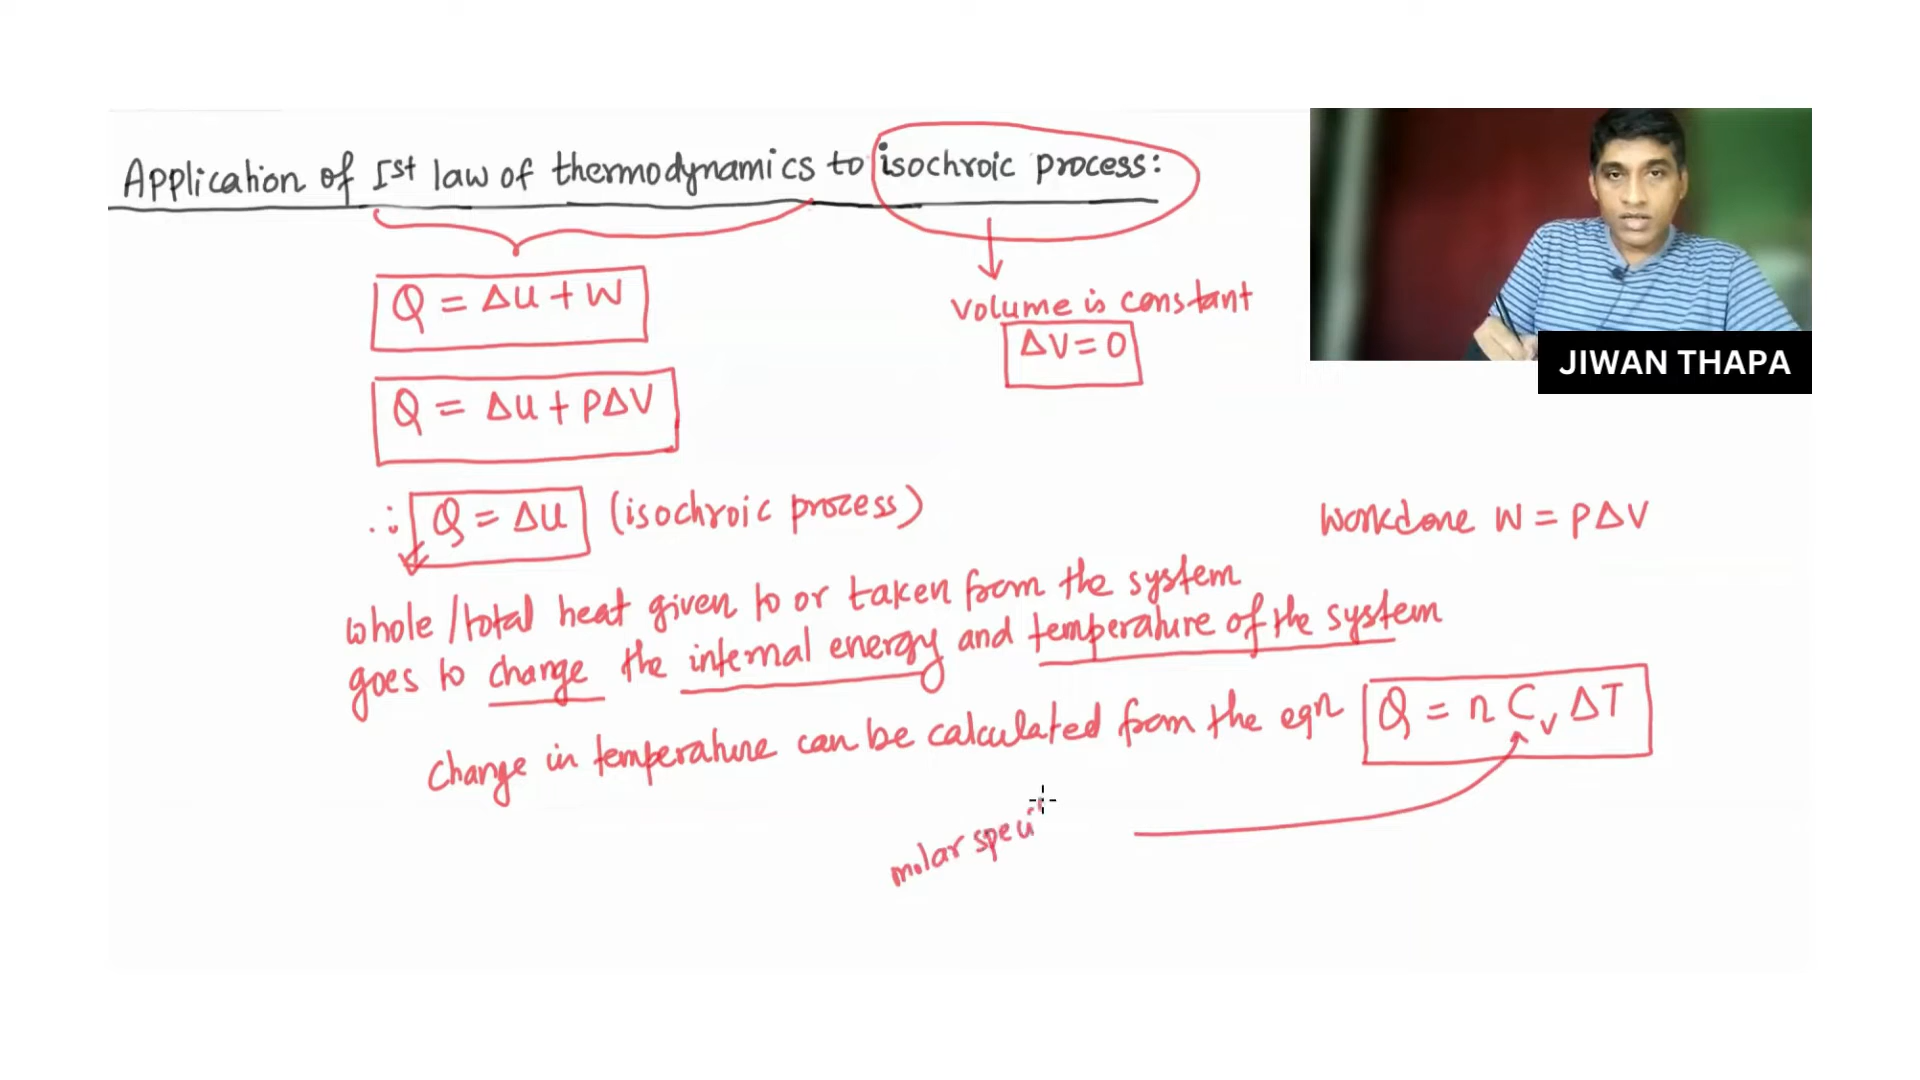 Application of Ist law of thermodynamics to isochroic process:
Q = ΔU + W
Volume is constant
ΔV = 0
JIWAN THAPA
Q = ΔU + PΔV
∴ Q = ΔU (isochroic process)
Workdone W = PΔV
whole/total heat given to or taken from the system
goes to change the internal energy and temperature of the system
Change in temperature can be calculated from the eqn Q = n Cv ΔT
molar speci